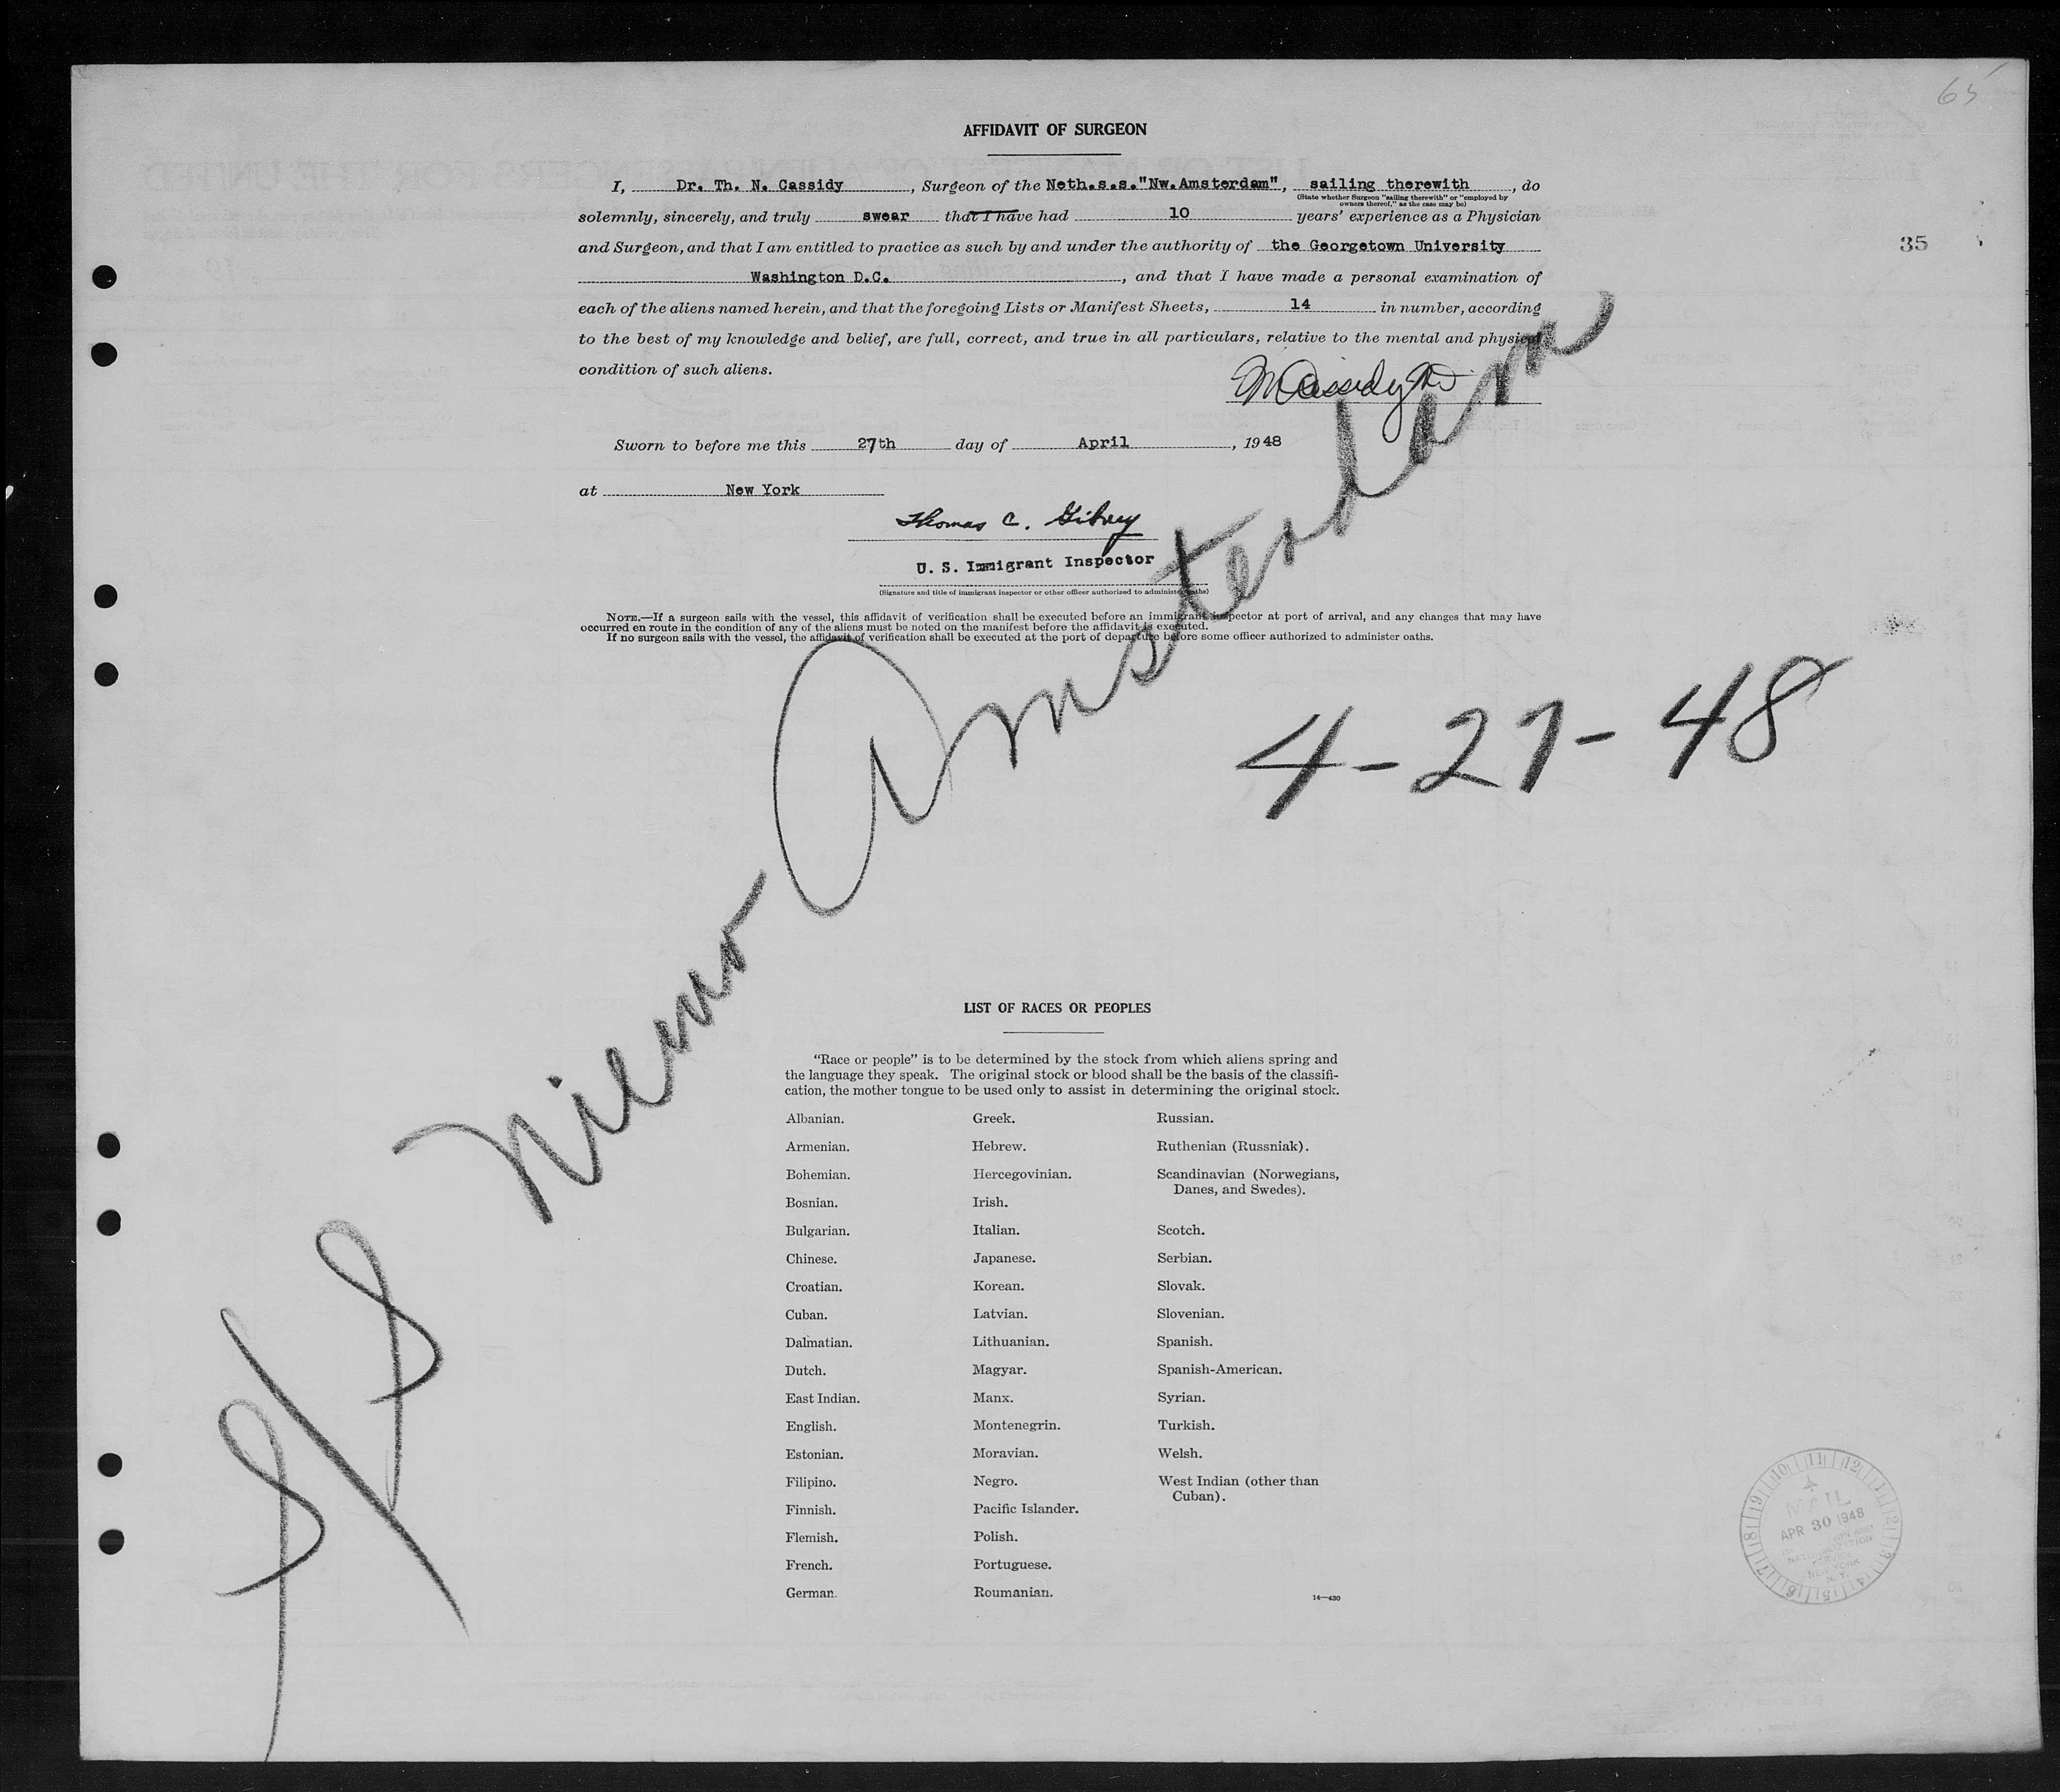 65
AFFIDAVIT OF SURGEON
I, Dr. Th. N. Cassidy, Surgeon of the Neth.s.s."Nw.Amsterdam", sailing therewith, do
(State whether Surgeon "sailing therewith" or "employed by
owners thereof," as the case may be)
solemnly, sincerely, and truly swear that I have had 10 years' experience as a Physician
and Surgeon, and that I am entitled to practice as such by and under the authority of the Georgetown University
35
Washington D.C., and that I have made a personal examination of
each of the aliens named herein, and that the foregoing Lists or Manifest Sheets, 14 in number, according
to the best of my knowledge and belief, are full, correct, and true in all particulars, relative to the mental and physical
condition of such aliens.
Sworn to before me this 27th day of April, 1948
at New York
Thomas C.
U. S. Immigrant Inspector
(Signature and title of immigrant inspector or other officer authorized to administer oaths)
NOTE.—If a surgeon sails with the vessel, this affidavit of verification shall be executed before an immigrant inspector at port of arrival, and any changes that may have
occurred en route in the condition of any of the aliens must be noted on the manifest before the affidavit is executed.
If no surgeon sails with the vessel, the affidavit of verification shall be executed at the port of departure before some officer authorized to administer oaths.
S/S Nieuw Amsterdam
4-27-48
LIST OF RACES OR PEOPLES
"Race or people" is to be determined by the stock from which aliens spring and
the language they speak. The original stock or blood shall be the basis of the classifi-
cation, the mother tongue to be used only to assist in determining the original stock.
Albanian.
Armenian.
Bohemian.
Bosnian.
Bulgarian.
Chinese.
Croatian.
Cuban.
Dalmatian.
Dutch.
East Indian.
English.
Estonian.
Filipino.
Finnish.
Flemish.
French.
German.
Greek.
Hebrew.
Hercegovinian.
Irish.
Italian.
Japanese.
Korean.
Latvian.
Lithuanian.
Magyar.
Manx.
Montenegrin.
Moravian.
Negro.
Pacific Islander.
Polish.
Portuguese.
Roumanian.
Russian.
Ruthenian (Russniak).
Scandinavian (Norwegians,
Danes, and Swedes).
Scotch.
Serbian.
Slovak.
Slovenian.
Spanish.
Spanish-American.
Syrian.
Turkish.
Welsh.
West Indian (other than
Cuban).
14—430
MAIL
APR 30 1948